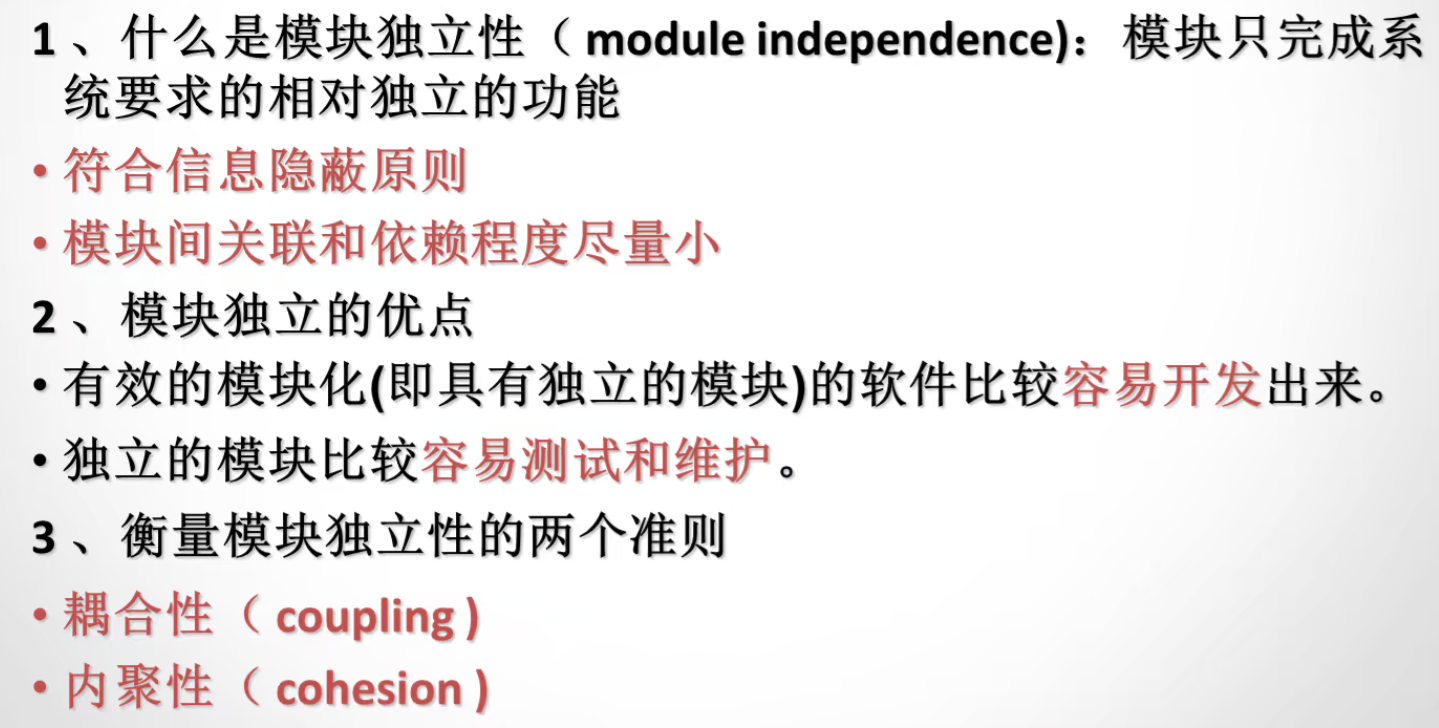 1 、什么是模块独立性（ module independence)： 模块只完成系
统要求的相对独立的功能
• 符合信息隐蔽原则
• 模块间关联和依赖程度尽量小
2 、模块独立的优点
• 有效的模块化(即具有独立的模块)的软件比较容易开发出来。
• 独立的模块比较容易测试和维护。
3 、衡量模块独立性的两个准则
• 耦合性（ coupling )
• 内聚性（ cohesion )